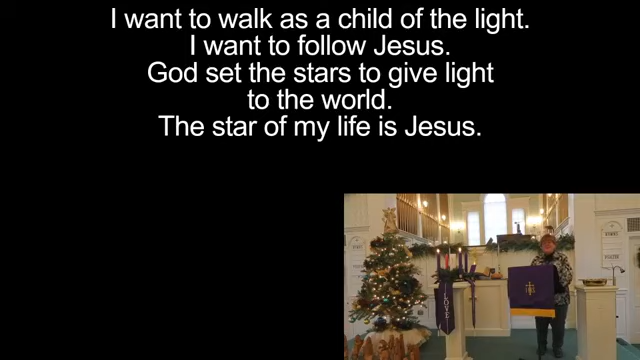 I want to walk as a child of the light.
I want to follow Jesus.
God set the stars to give light
to the world.
The star of my life is Jesus.
LOVE